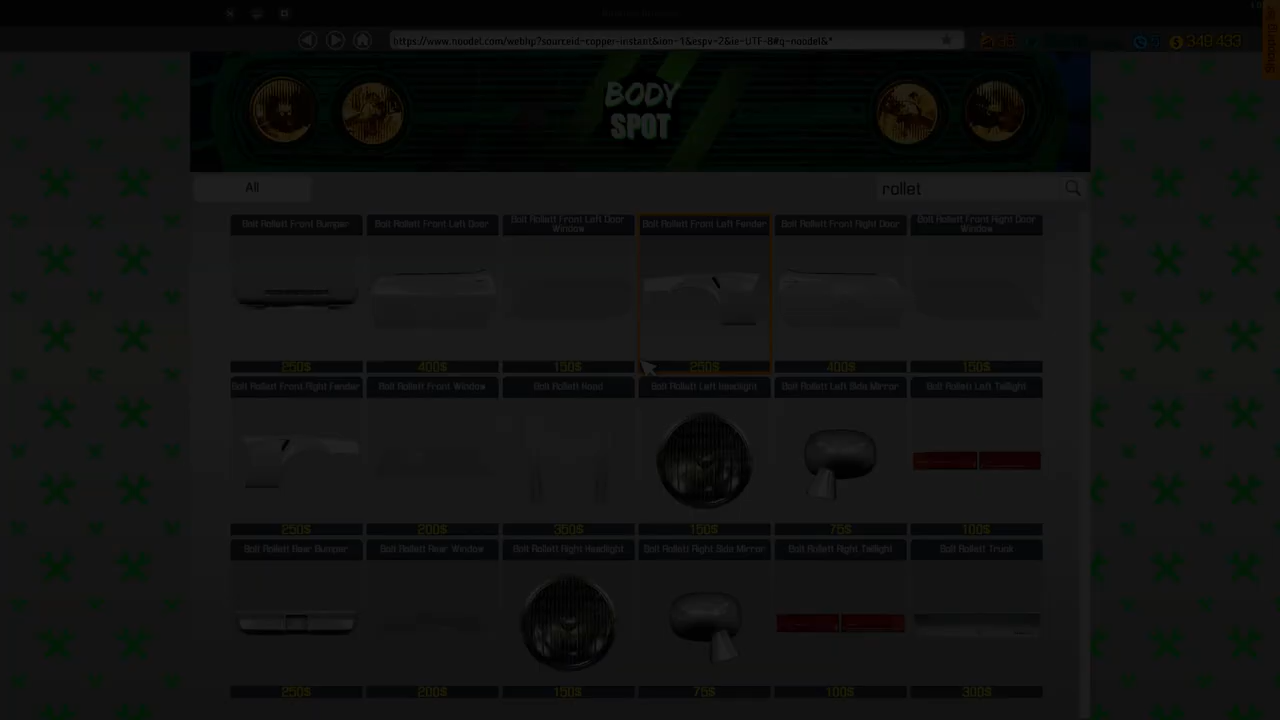 https://www.noodel.com/webhp?sourceid=copper-instant&ion=1&espv=2&ie=UTF-8#q=noodel&*
348 433
BODY
SPOT
All
rollet
Bolt Rollett Front Bumper
Bolt Rollett Front Left Door
Bolt Rollett Front Left Door
Window
Bolt Rollett Front Left Fender
Bolt Rollett Front Right Door
Bolt Rollett Front Right Door
Window
250$
400$
150$
250$
400$
150$
Bolt Rollett Front Right Fender
Bolt Rollett Front Window
Bolt Rollett Hood
Bolt Rollett Left Headlight
Bolt Rollett Left Side Mirror
Bolt Rollett Left Taillight
250$
200$
350$
150$
75$
100$
Bolt Rollett Rear Bumper
Bolt Rollett Rear Window
Bolt Rollett Right Headlight
Bolt Rollett Right Side Mirror
Bolt Rollett Right Taillight
Bolt Rollett Trunk
250$
200$
150$
75$
100$
300$